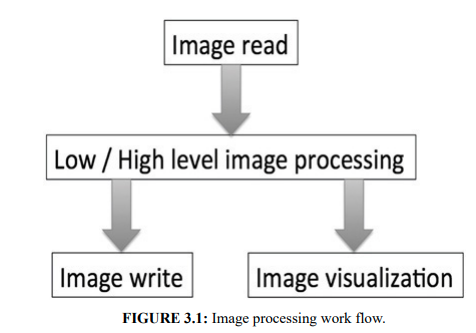 Image read
Low / High level image processing
Image write
Image visualization
FIGURE 3.1: Image processing work flow.